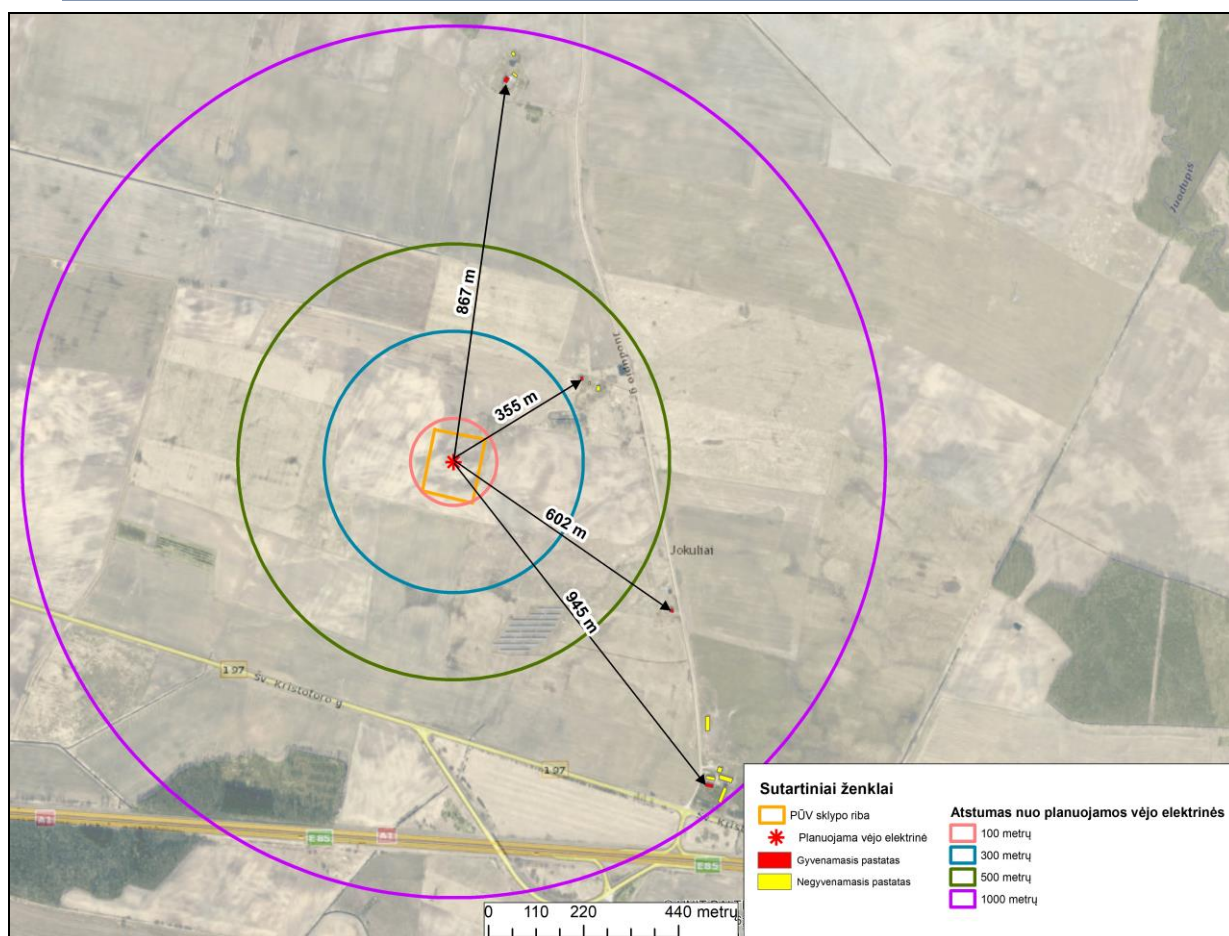 Juodupis
867 m
Juodupio g.
355 m
602 m
Jokuliai
945 m
197
Šv. Kristoforo g
197
A1
E85
A1
E85
Šv. Krist
0 110 220 440 metrų
Sutartiniai ženklai
PŪV sklypo riba
Planuojama vėjo elektrinė
Gyvenamasis pastatas
Negyvenamasis pastatas
Atstumas nuo planuojamos vėjo elektrinės
100 metrų
300 metrų
500 metrų
1000 metrų